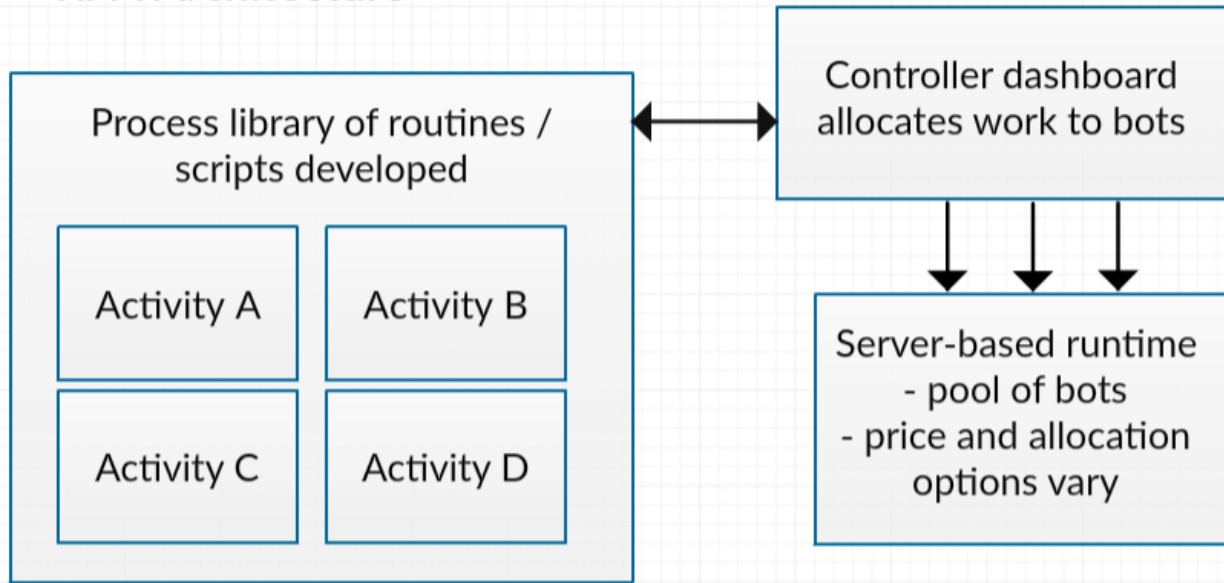 Process library of routines /
scripts developed
Activity A
Activity B
Activity C
Activity D
Controller dashboard
allocates work to bots
Server-based runtime
- pool of bots
- price and allocation
options vary